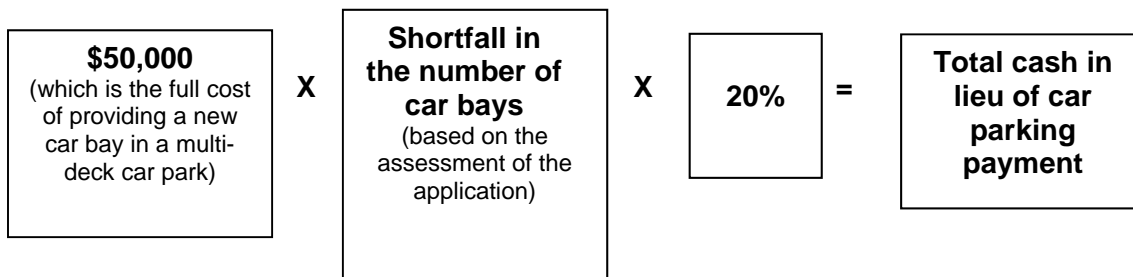 $50,000
(which is the full cost
of providing a new
car bay in a multi-
deck car park)
X
Shortfall in
the number of
car bays
(based on the
assessment of the
application)
X
20%
=
Total cash in
lieu of car
parking
payment